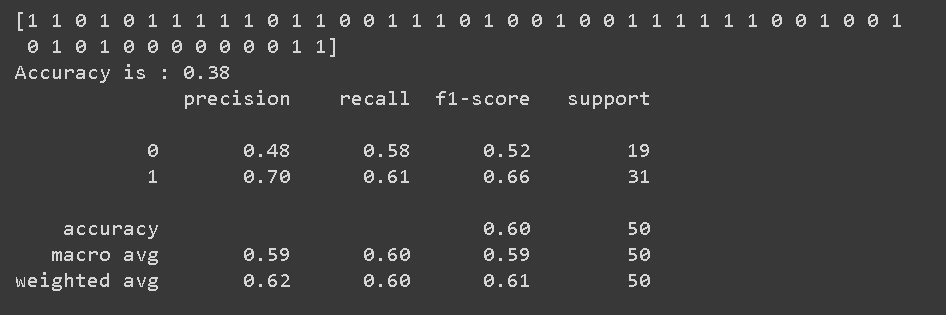 [1 1 0 1 0 1 1 1 1 1 0 1 1 0 0 1 1 1 0 1 0 0 1 0 0 1 1 1 1 1 1 0 0 1 0 0 1
0 1 0 1 0 0 0 0 0 0 0 1 1]
Accuracy is : 0.38
precision recall f1-score support
0 0.48 0.58 0.52 19
1 0.70 0.61 0.66 31
accuracy 0.60 50
macro avg 0.59 0.60 0.59 50
weighted avg 0.62 0.60 0.61 50